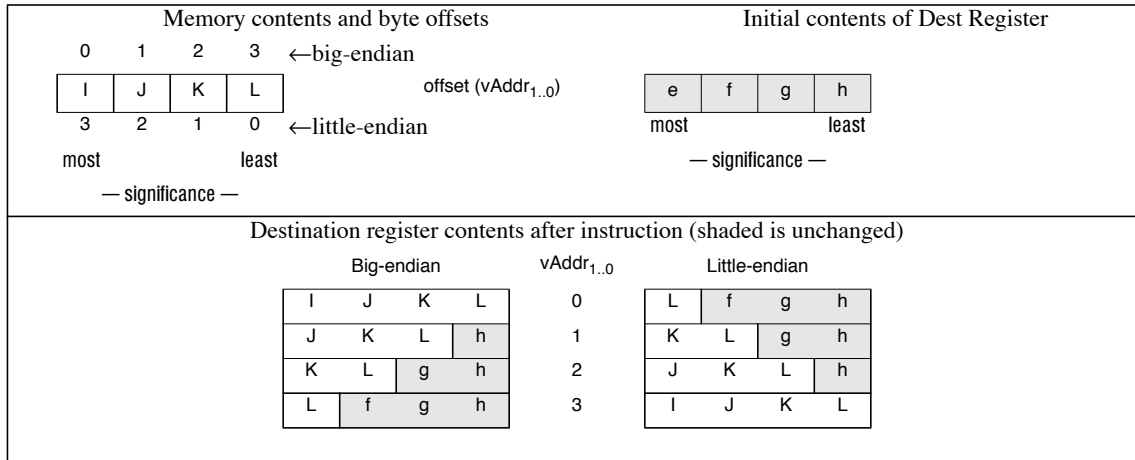 Memory contents and byte offsets
Initial contents of Dest Register
0 1 2 3 ←big-endian
I J K L
offset (vAddr1..0)
e f g h
3 2 1 0 ←little-endian
most least
most least
— significance —
— significance —
Destination register contents after instruction (shaded is unchanged)
Big-endian vAddr1..0 Little-endian
I J K L 0 L f g h
J K L h 1 K L g h
K L g h 2 J K L h
L f g h 3 I J K L